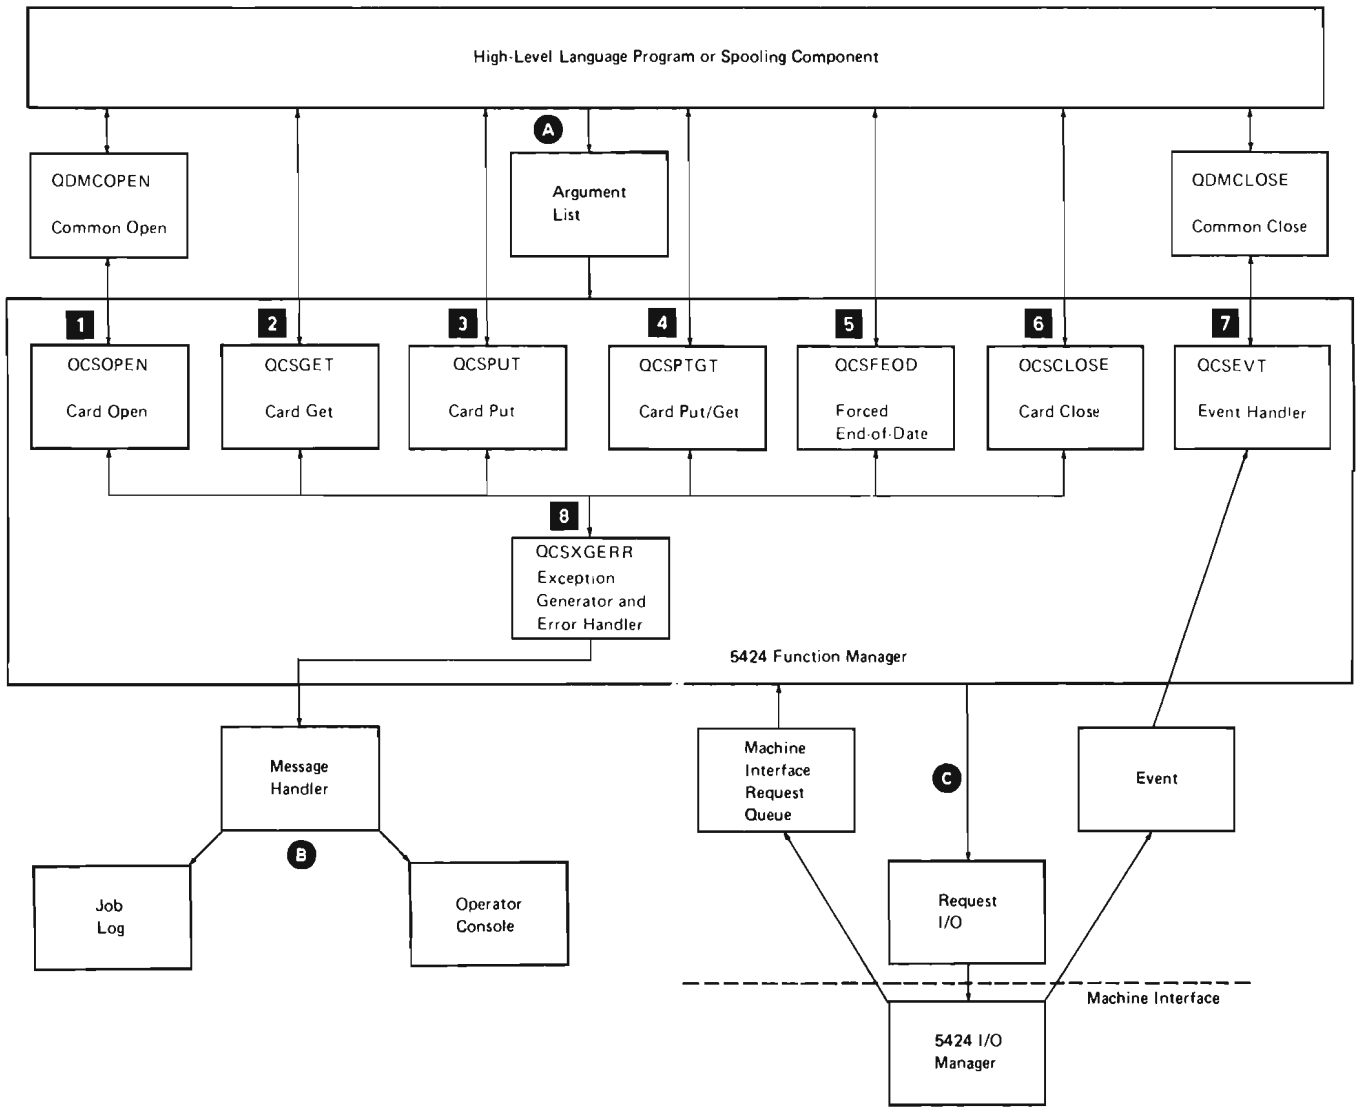 High-Level Language Program or Spooling Component
A
QDMCOPEN
Common Open
Argument
List
QDMCLOSE
Common Close
1
2
3
4
5
6
7
QCSOPEN
Card Open
QCSGET
Card Get
QCSPUT
Card Put
QCSPTGT
Card Put/Get
QCSFEOD
Forced
End-of-Date
QCSCLOSE
Card Close
QCSEVT
Event Handler
8
QCSXGERR
Exception
Generator and
Error Handler
5424 Function Manager
Message
Handler
Machine
Interface
Request
Queue
C
Event
B
Job
Log
Operator
Console
Request
I/O
Machine Interface
5424 I/O
Manager